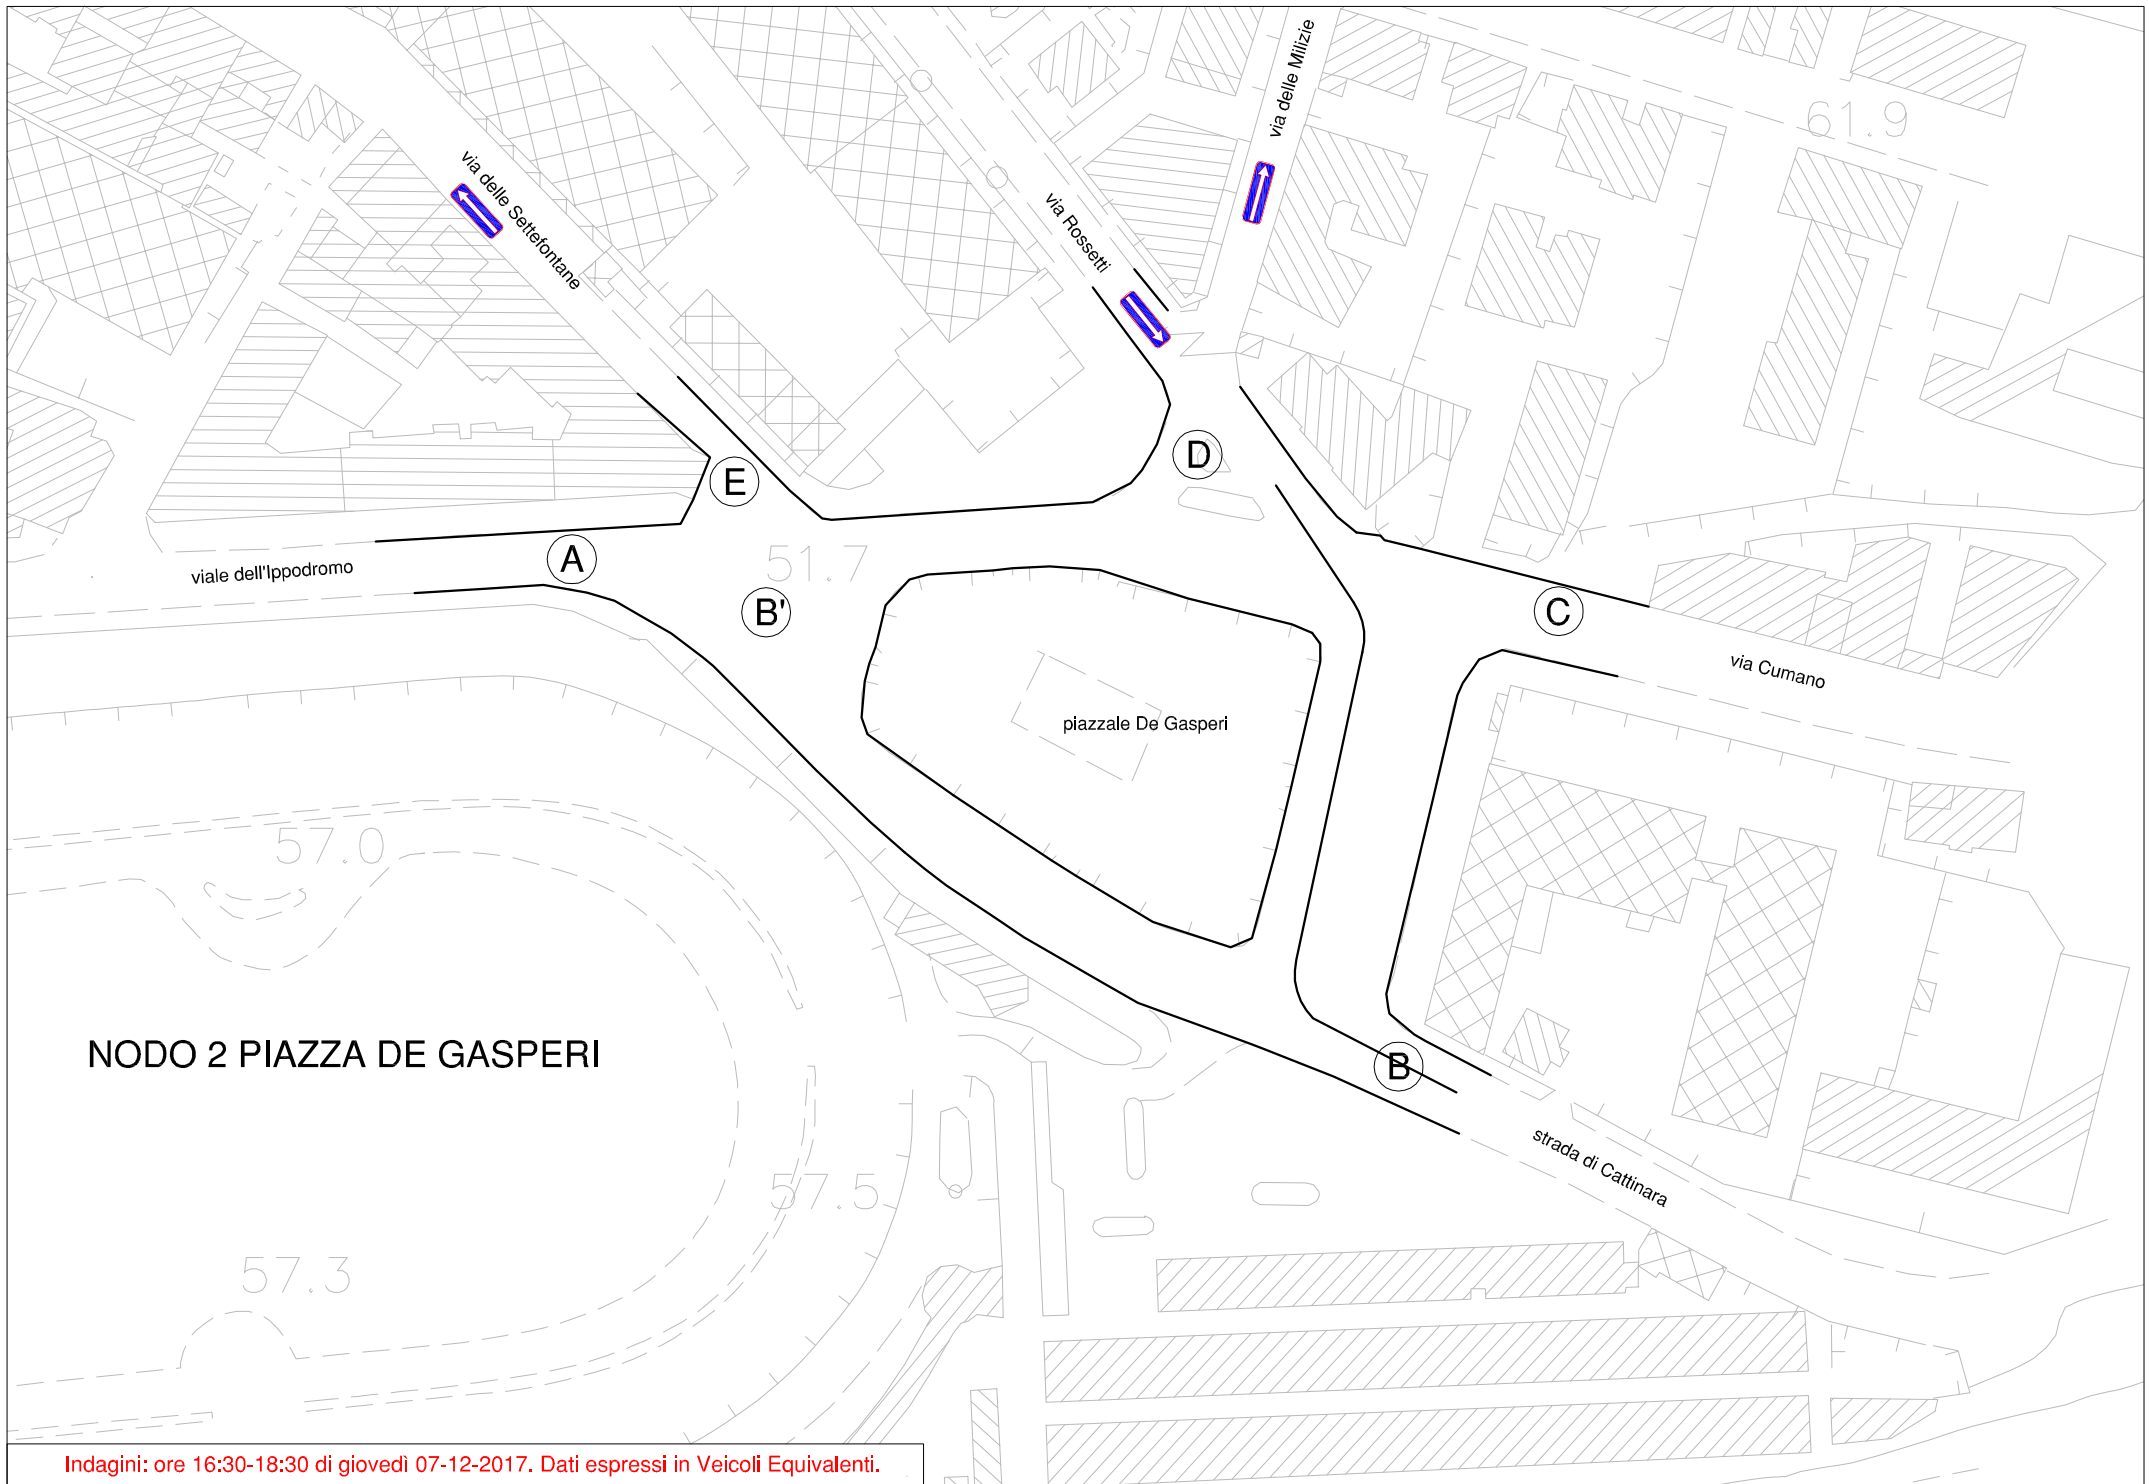 via delle Milizie
61.9
via delle Settefontane
via Rossetti
D
E
51.7
A
viale dell'Ippodromo
B'
C
via Cumano
piazzale De Gasperi
57.0
NODO 2 PIAZZA DE GASPERI
B
strada di Cattinara
57.5
57.3
Indagini: ore 16:30-18:30 di giovedì 07-12-2017. Dati espressi in Veicoli Equivalenti.